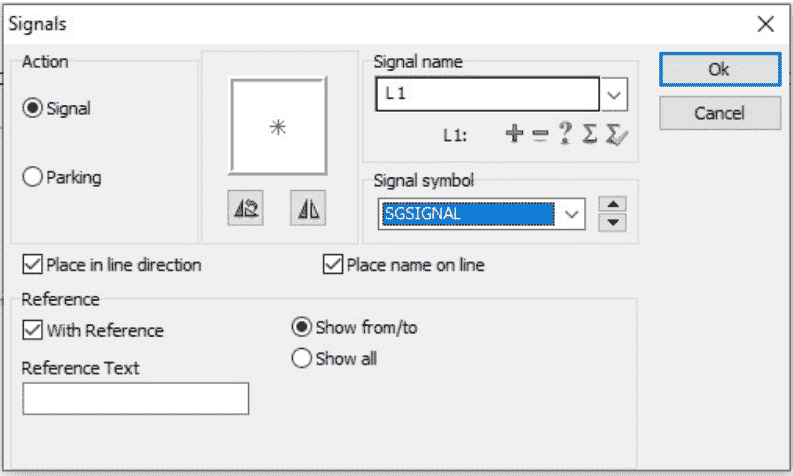 Signals
Action
Signal
Parking
Signal name
L1
L1:
Signal symbol
SGSIGNAL
Ok
Cancel
Place in line direction
Place name on line
Reference
With Reference
Show from/to
Show all
Reference Text